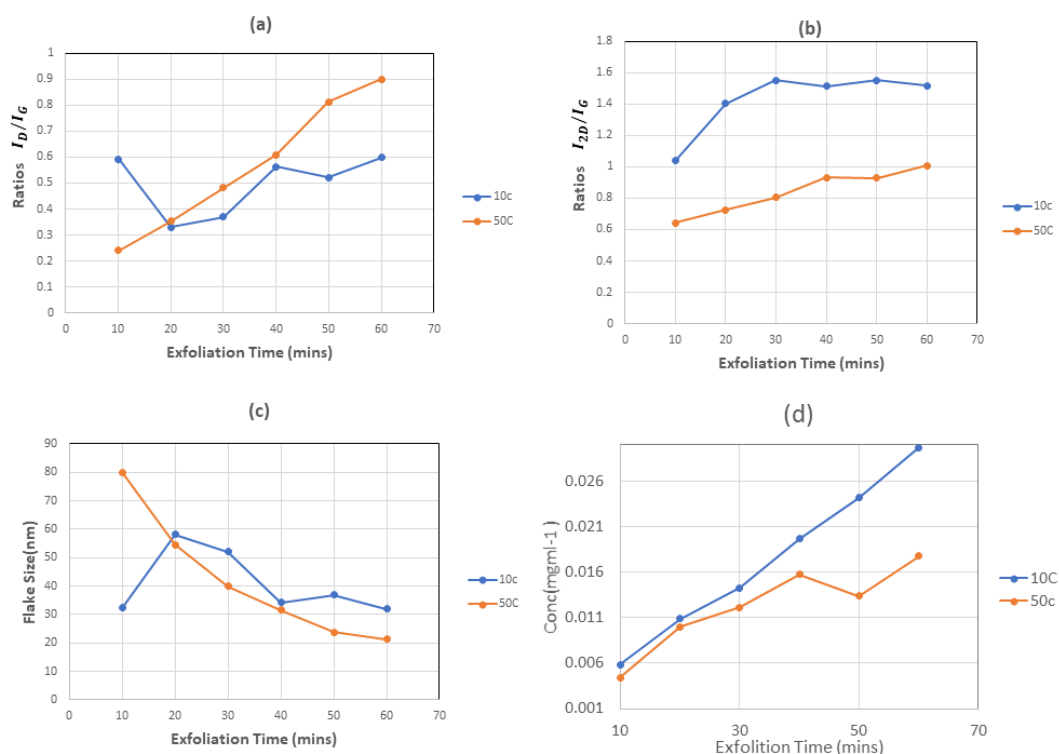 (a)
1
0.9
0.8
0.7
0.6
0.5
0.4
0.3
0.2
0.1
0
Ratios I_D/I_G
0 10 20 30 40 50 60 70
Exfoliation Time (mins)
10c
50C
(b)
1.8
1.6
1.4
1.2
1
0.8
0.6
0.4
0.2
0
Ratios I_2D/I_G
0 10 20 30 40 50 60 70
Exfoliation Time (mins)
10c
50C
(c)
90
80
70
60
50
40
30
20
10
0
Flake Size(nm)
0 10 20 30 40 50 60 70
Exfoliation Time (mins)
10c
50C
(d)
0.026
0.021
0.016
0.011
0.006
0.001
Conc(mgml-1)
10 30 50 70
Exfolition Time (mins)
10C
50c